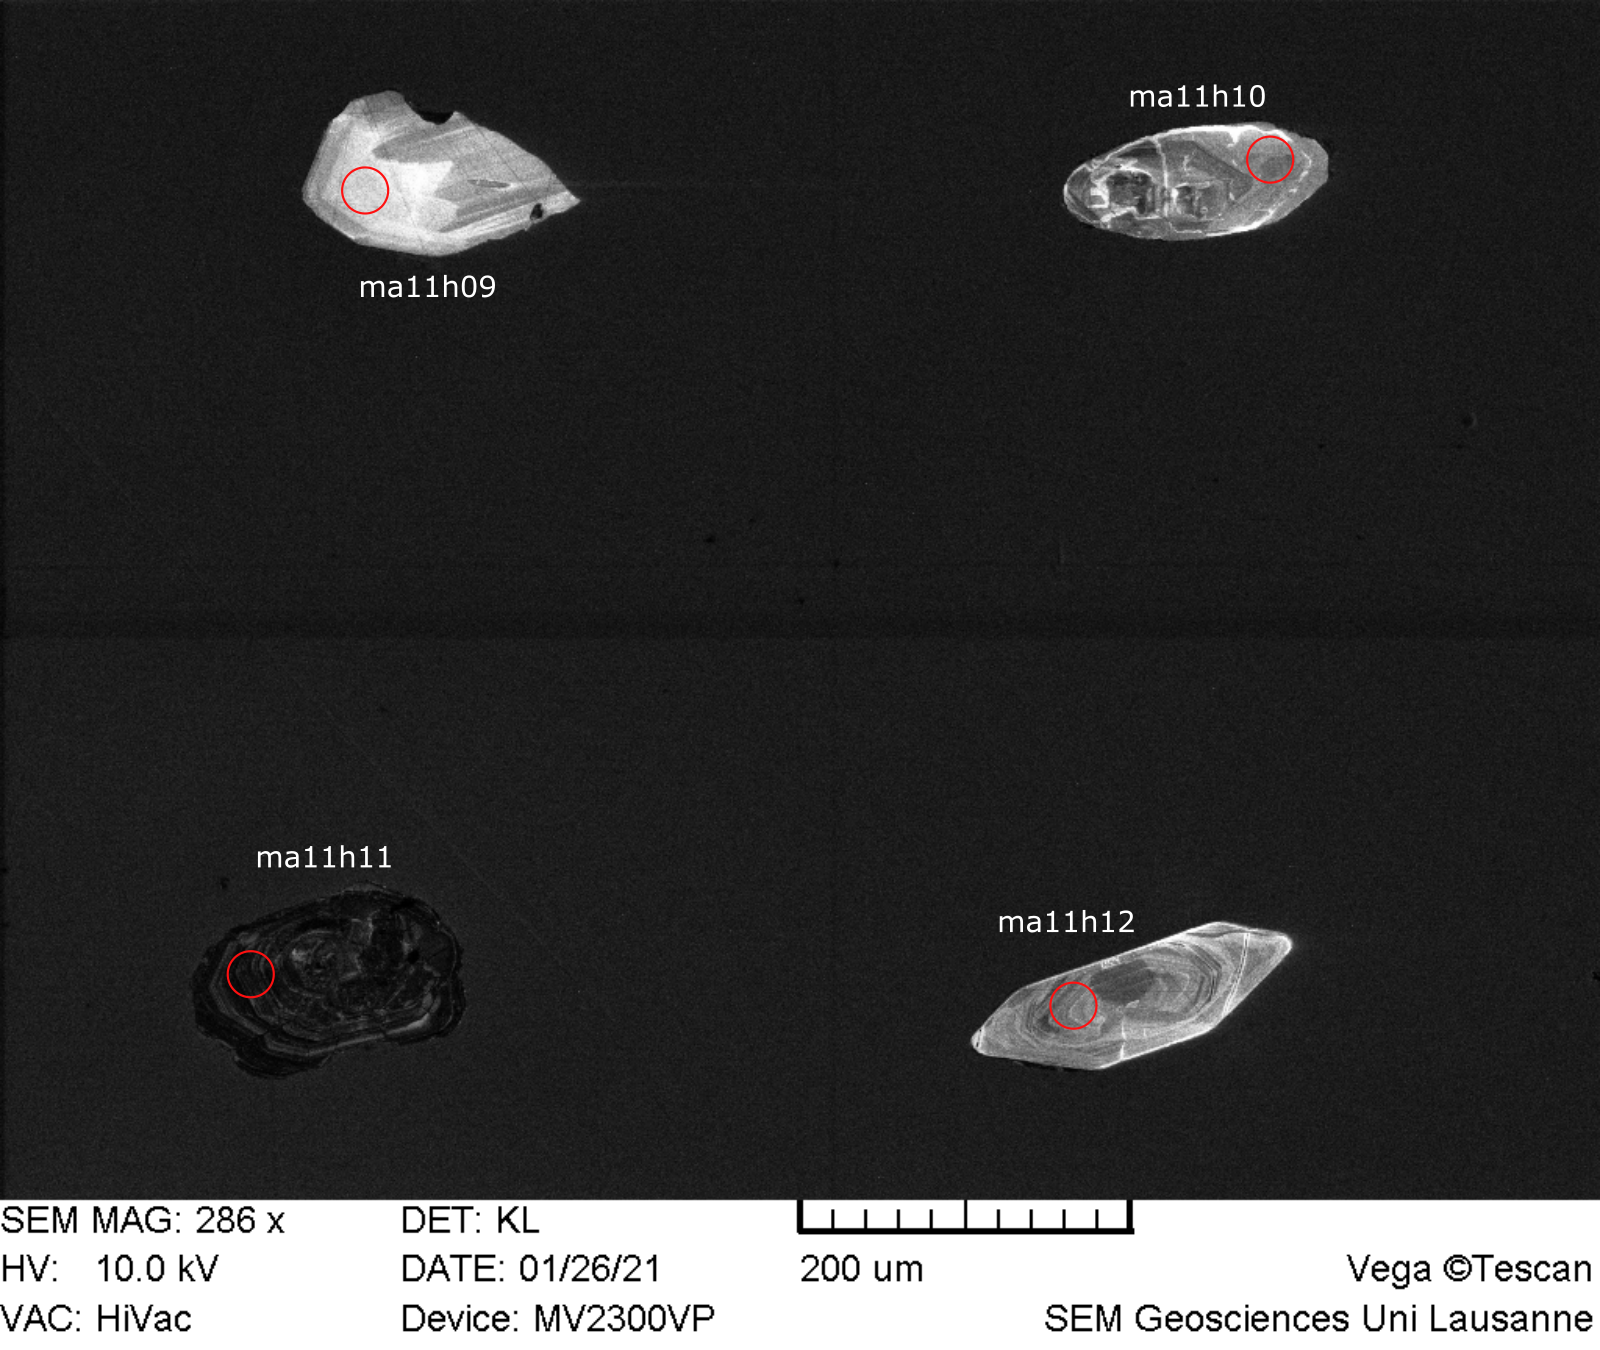 ma11h10
ma11h09
ma11h11
ma11h12
SEM MAG: 286 x DET: KL
HV: 10.0 kV DATE: 01/26/21 200 um Vega ©Tescan
VAC: HiVac Device: MV2300VP SEM Geosciences Uni Lausanne